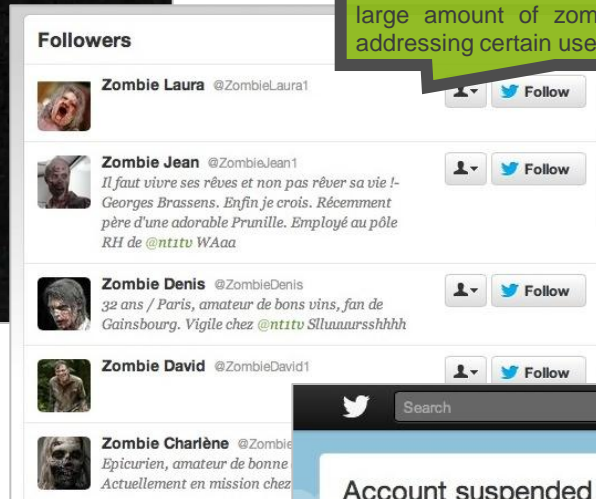 large amount of
addressing certain
Followers
Zombie Laura @ZombieLaura1
Follow
Zombie Jean @ZombieJean1
Follow
Il faut vivre ses rêves et non pas rêver sa vie !-
Georges Brassens. Enfin je crois. Récemment
père d'une adorable Prunille. Employé au pôle
RH de @nt1tv WAaa
Zombie Denis @ZombieDenis
Follow
32 ans / Paris, amateur de bons vins, fan de
Gainsbourg. Vigile chez @nt1tv Slluuuursshhhh
Zombie David @ZombieDavid1
Follow
Zombie Charlène
Epicurien, amateur de bonne
Actuellement en mission chez
Search
Account suspended